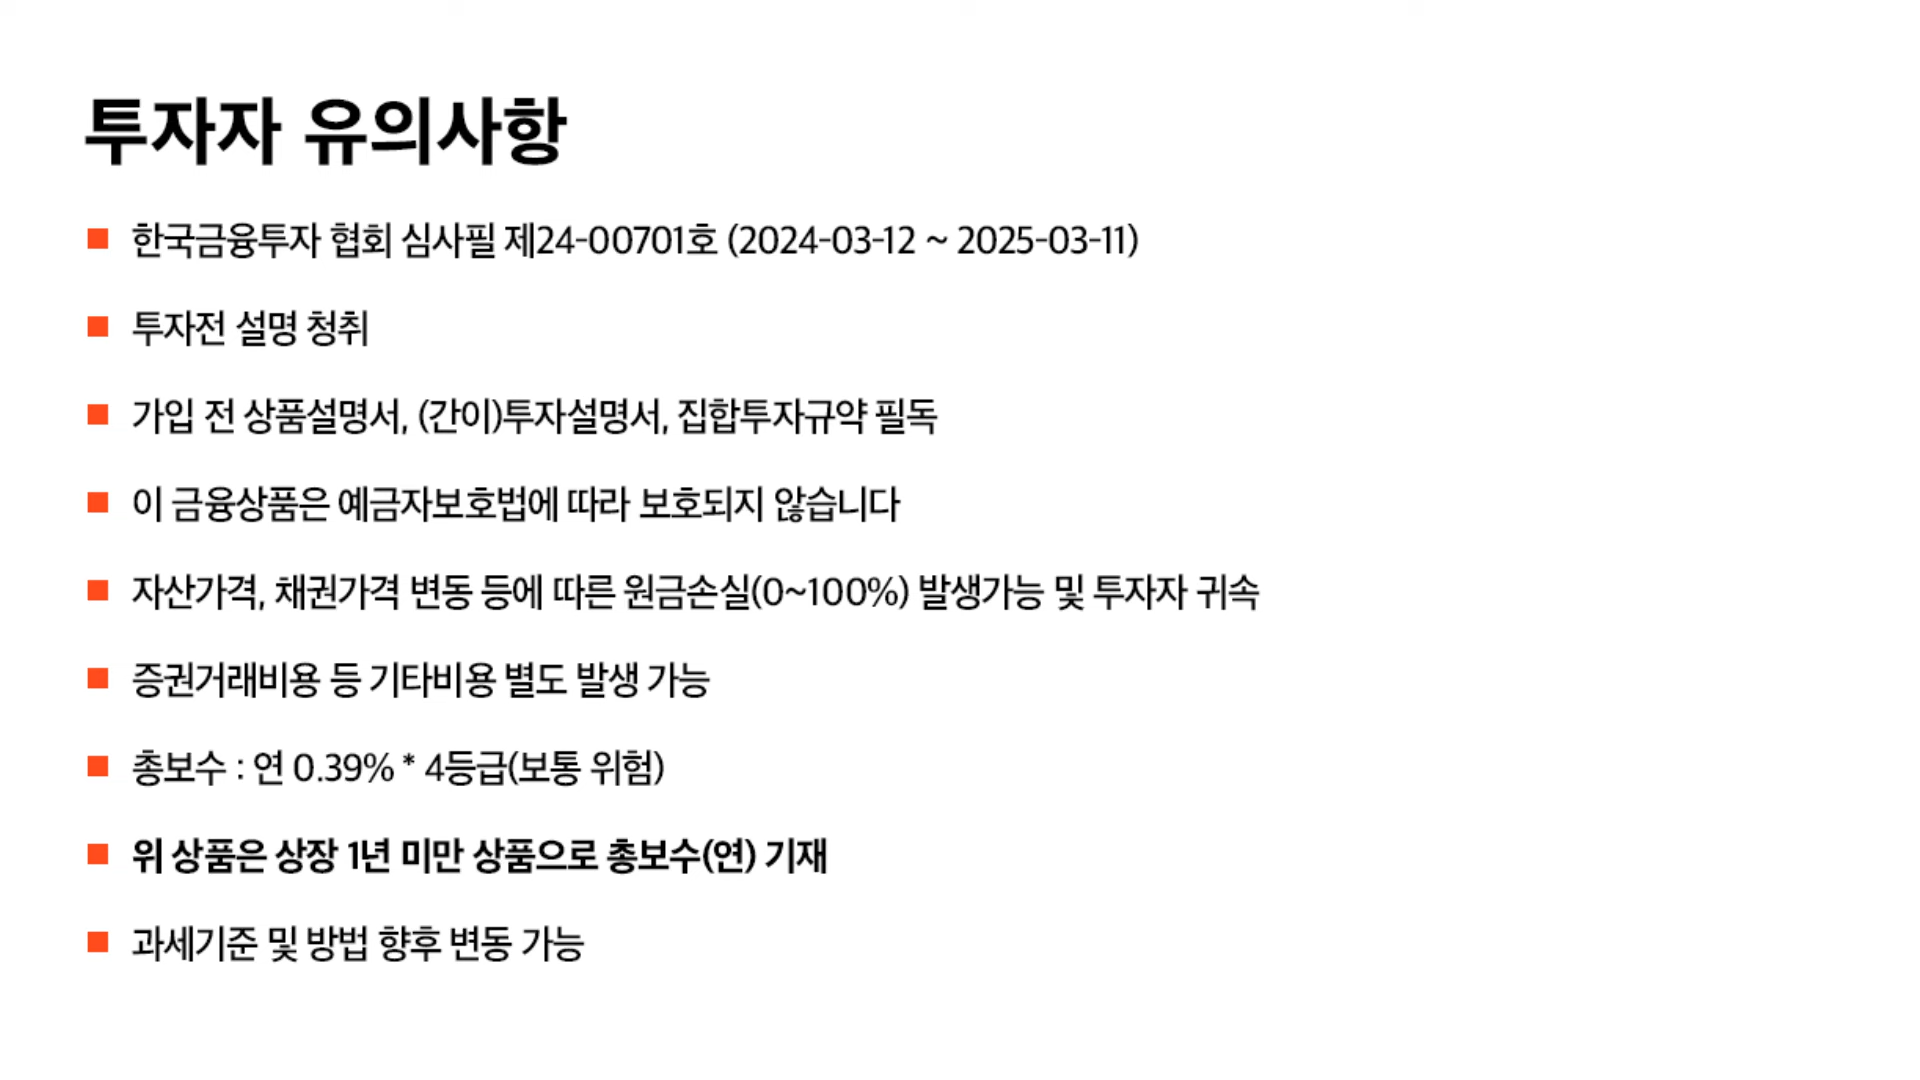 투자자 유의사항
한국금융투자 협회 심사필 제24-00701호 (2024-03-12 ~ 2025-03-11)
투자전 설명 청취
가입 전 상품설명서, (간이)투자설명서, 집합투자규약 필독
이 금융상품은 예금자보호법에 따라 보호되지 않습니다
자산가격, 채권가격 변동 등에 따른 원금손실(0~100%) 발생가능 및 투자자 귀속
증권거래비용 등 기타비용 별도 발생 가능
총보수 : 연 0.39% * 4등급(보통 위험)
위 상품은 상장 1년 미만 상품으로 총보수(연) 기재
과세기준 및 방법 향후 변동 가능